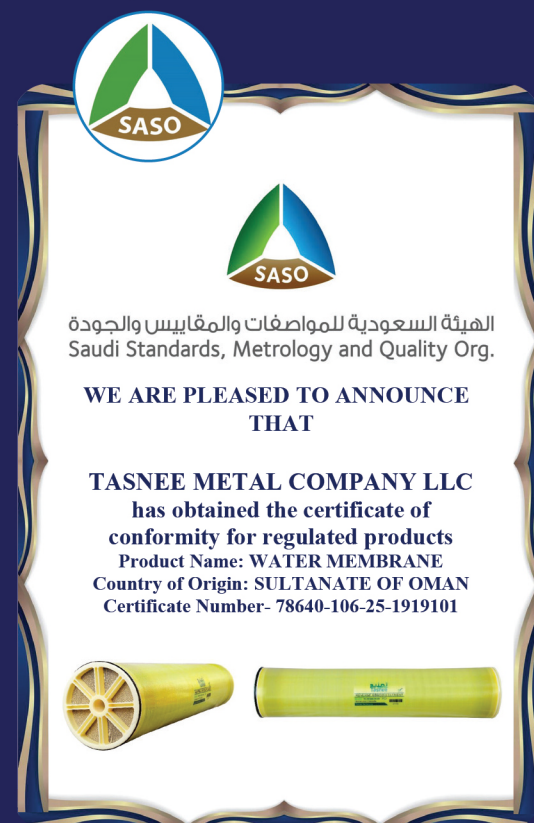 SASO
SASO
الهيئة السعودية للمواصفات والمقاييس والجودة
Saudi Standards, Metrology and Quality Org.
WE ARE PLEASED TO ANNOUNCE
THAT
TASNEE METAL COMPANY LLC
has obtained the certificate of
conformity for regulated products
Product Name: WATER MEMBRANE
Country of Origin: SULTANATE OF OMAN
Certificate Number- 78640-106-25-1919101